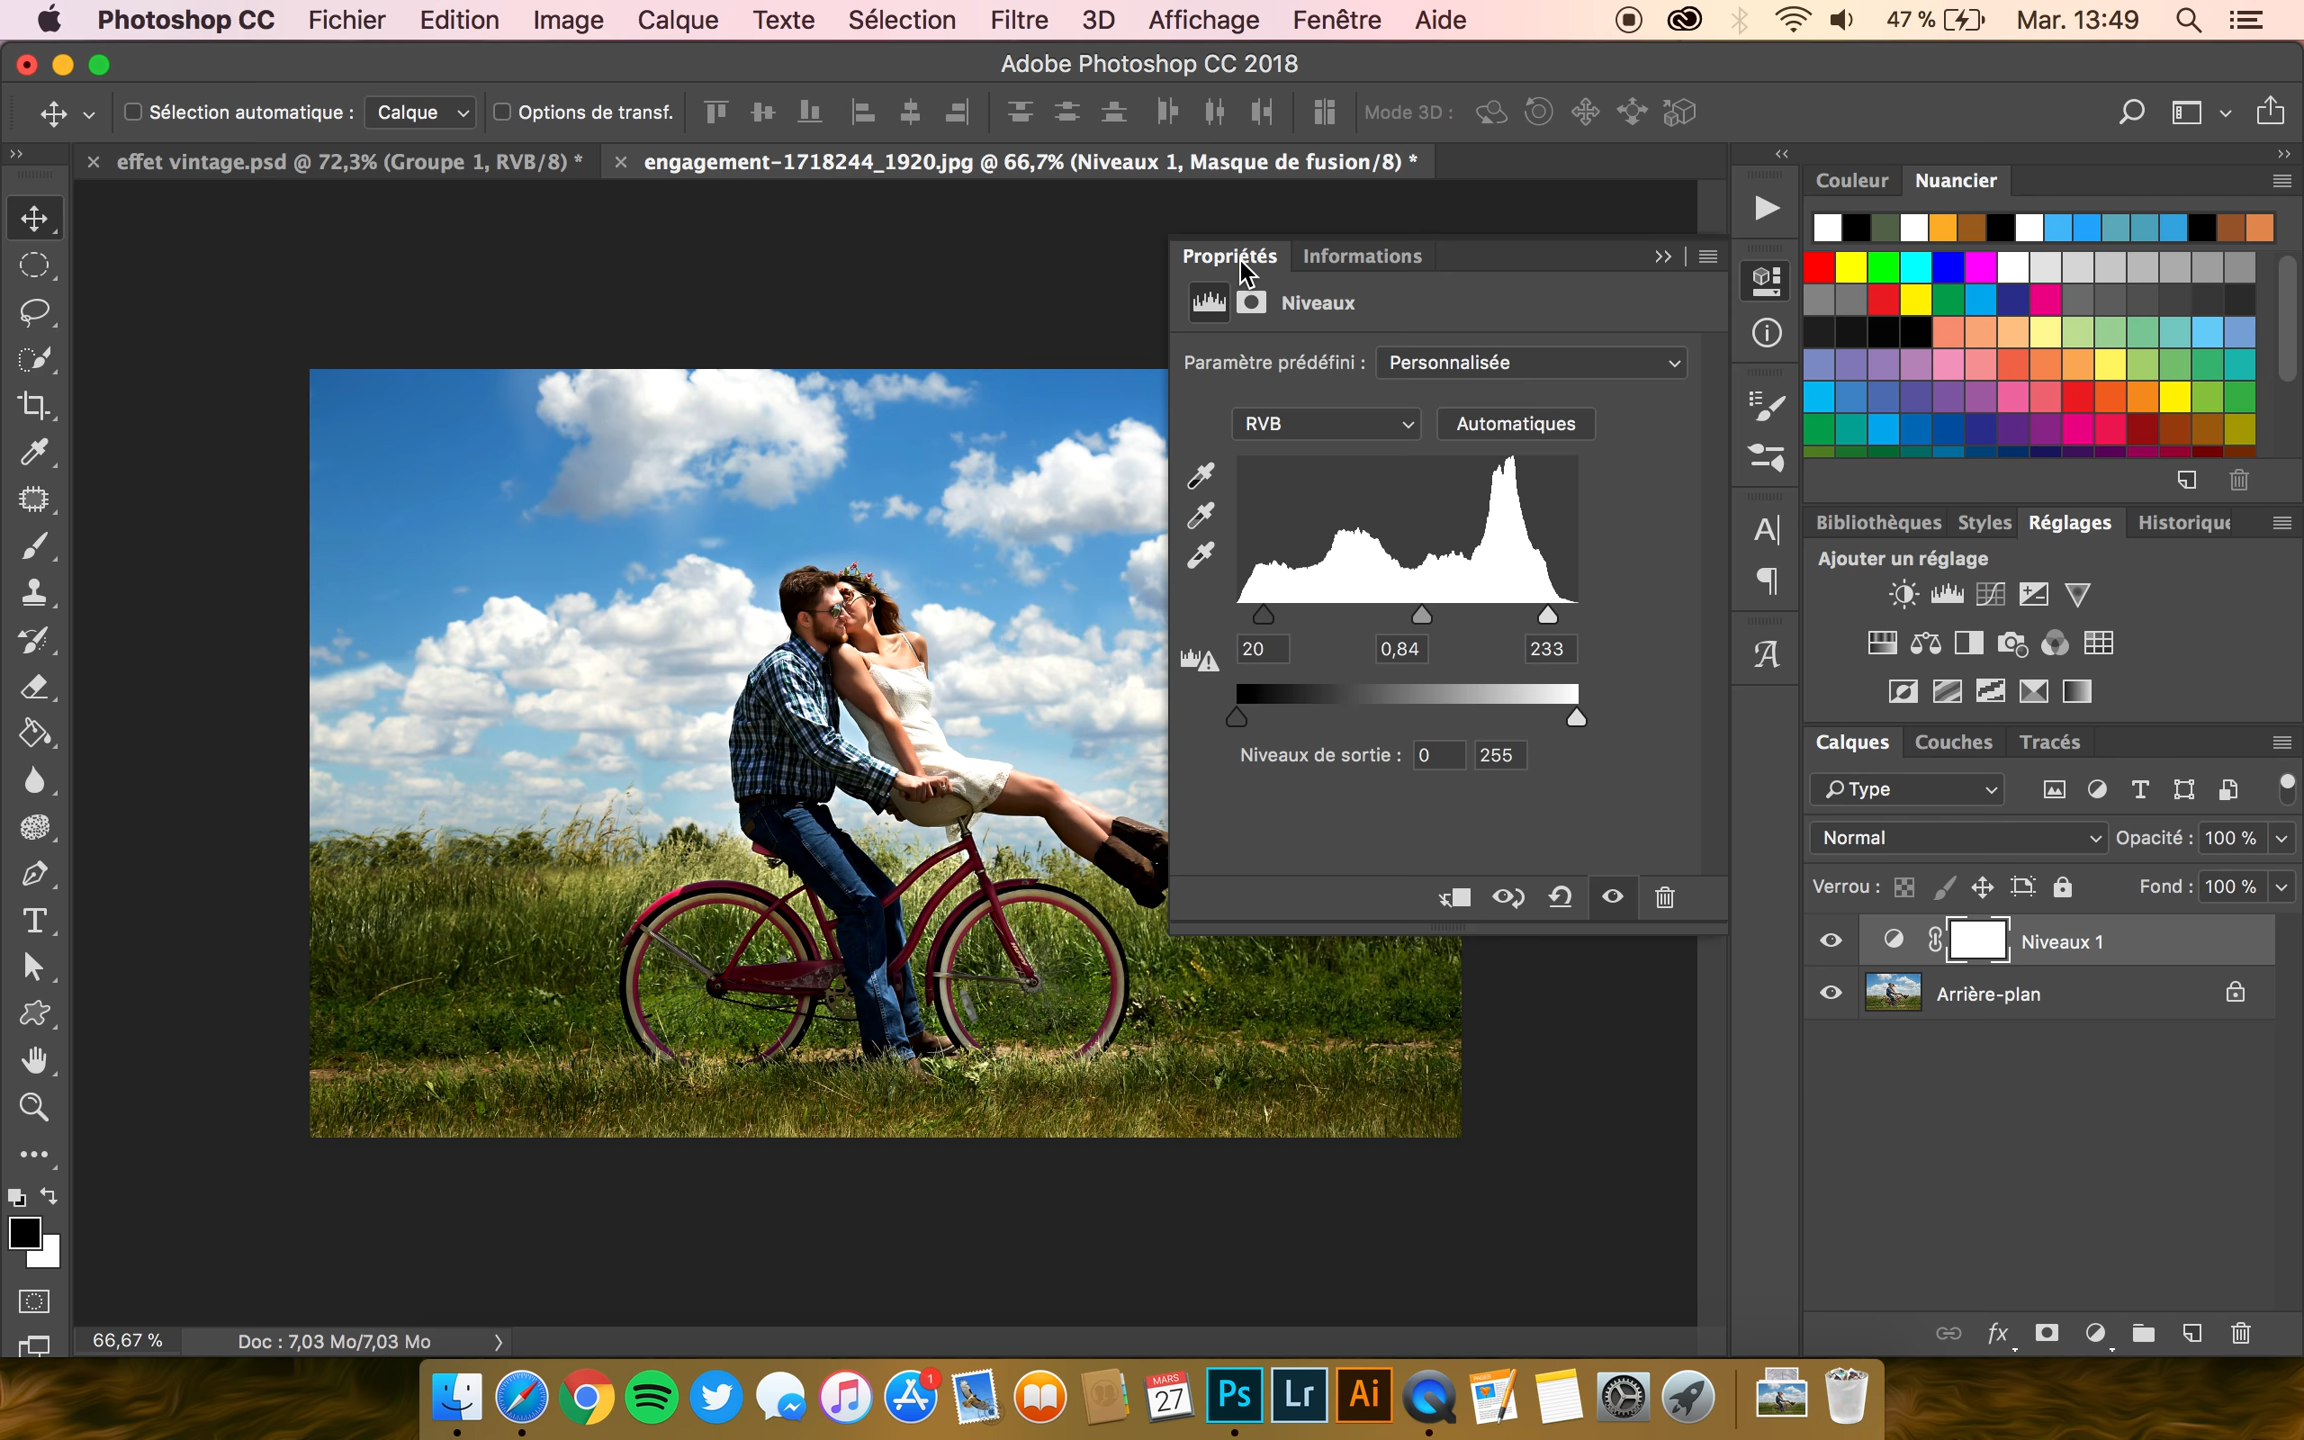 Photoshop CC Fichier Edition Image Calque Texte Sélection Filtre 3D Affichage Fenêtre Aide 47 % Mar. 13:49
Adobe Photoshop CC 2018
Sélection automatique : Calque Options de transf. Mode 3D :
effet vintage.psd @ 72,3% (Groupe 1, RVB/8) * engagement-1718244_1920.jpg @ 66,7% (Niveaux 1, Masque de fusion/8) *
Couleur Nuancier
Propriétés Informations
Niveaux
Paramètre prédéfini : Personnalisée
RVB Automatiques
20 0,84 233
Niveaux de sortie : 0 255
Bibliothèques Styles Réglages Historique
Ajouter un réglage
Calques Couches Tracés
Type
Normal Opacité : 100 %
Verrou : Fond : 100 %
Niveaux 1
Arrière-plan
fx
66,67 % Doc : 7,03 Mo/7,03 Mo
1
MARS
27
Ps
Lr
Ai
PAGES